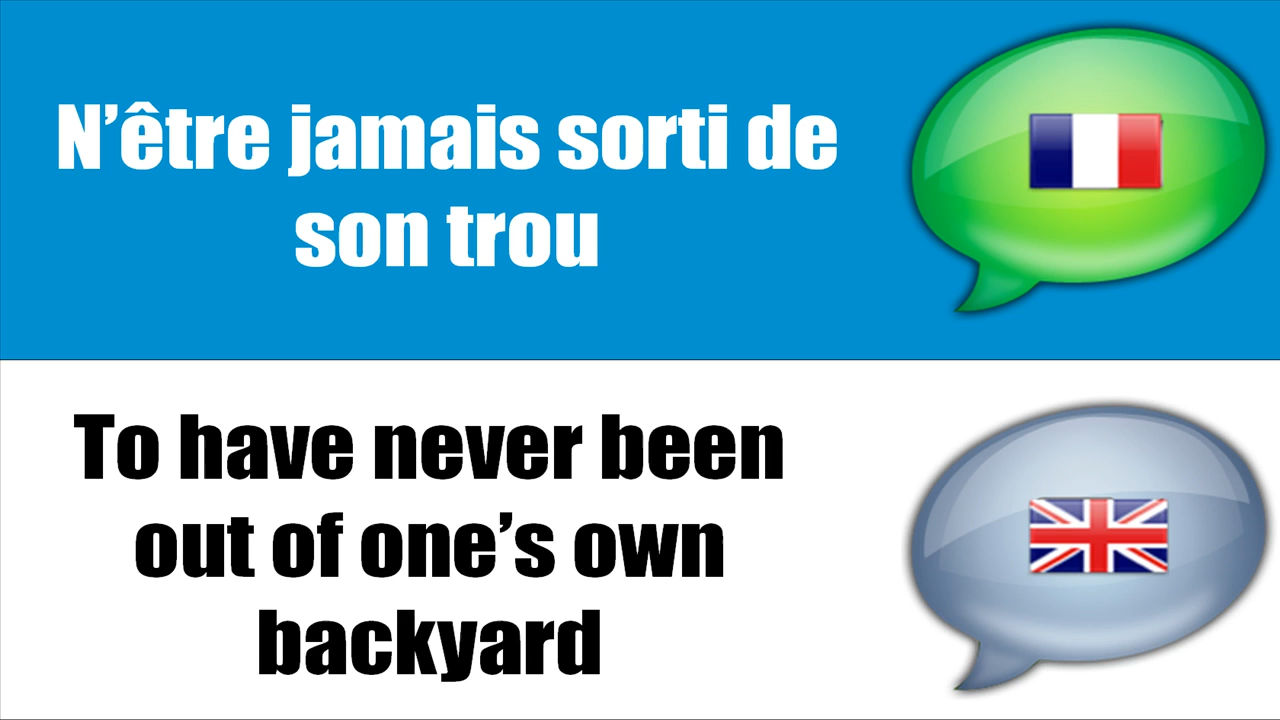 N’être jamais sorti de
son trou
To have never been
out of one’s own
backyard